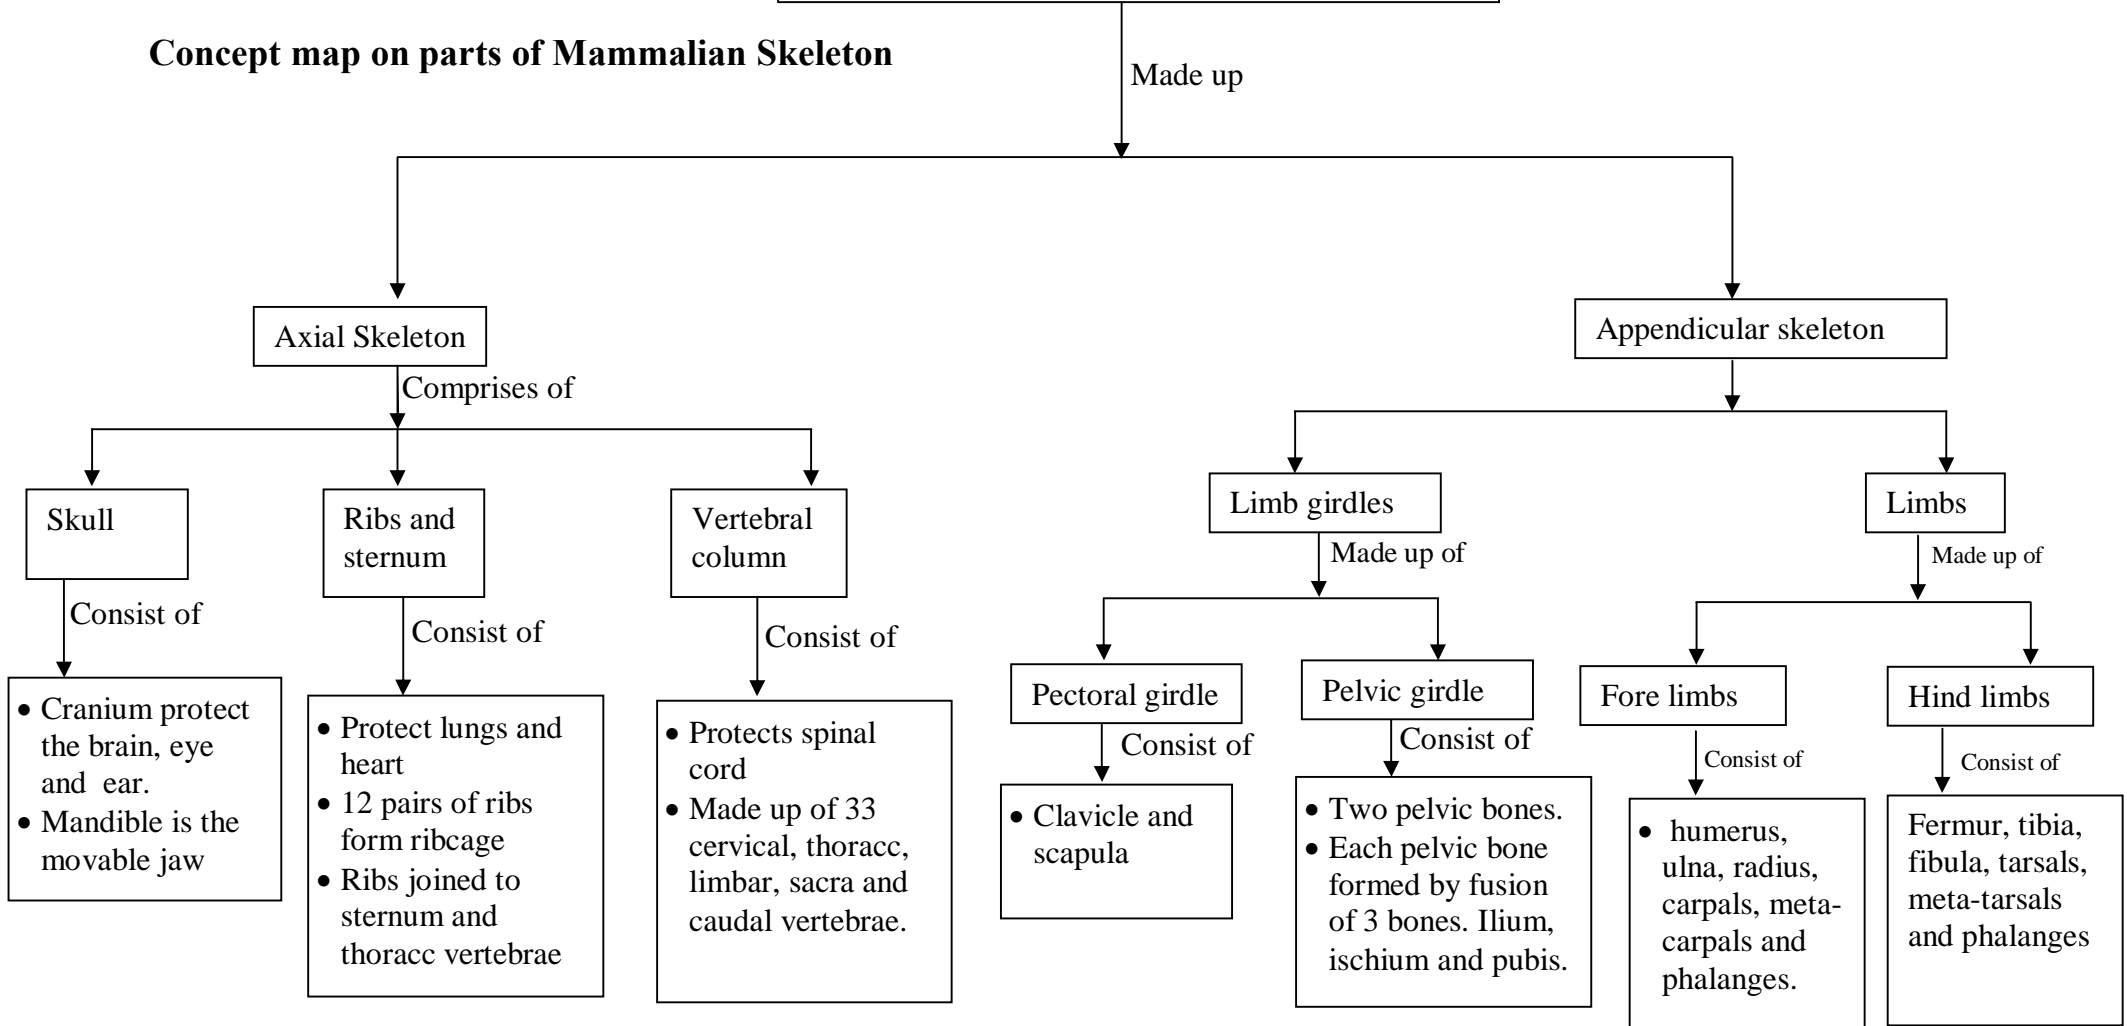 Concept map on parts of Mammalian Skeleton
Made up
Axial Skeleton
Appendicular skeleton
Comprises of
Skull
Ribs and
sternum
Vertebral
column
Limb girdles
Limbs
Made up of
Made up of
Consist of
Consist of
Consist of
Pectoral girdle
Pelvic girdle
Fore limbs
Hind limbs
Consist of
Consist of
Consist of
Consist of
• Cranium protect
the brain, eye
and ear.
• Mandible is the
movable jaw
• Protect lungs and
heart
• 12 pairs of ribs
form ribcage
• Ribs joined to
sternum and
thoracc vertebrae
• Protects spinal
cord
• Made up of 33
cervical, thoracc,
limbar, sacra and
caudal vertebrae.
• Clavicle and
scapula
• Two pelvic bones.
• Each pelvic bone
formed by fusion
of 3 bones. Ilium,
ischium and pubis.
• humerus,
ulna, radius,
carpals, meta-
carpals and
phalanges.
Fermur, tibia,
fibula, tarsals,
meta-tarsals
and phalanges